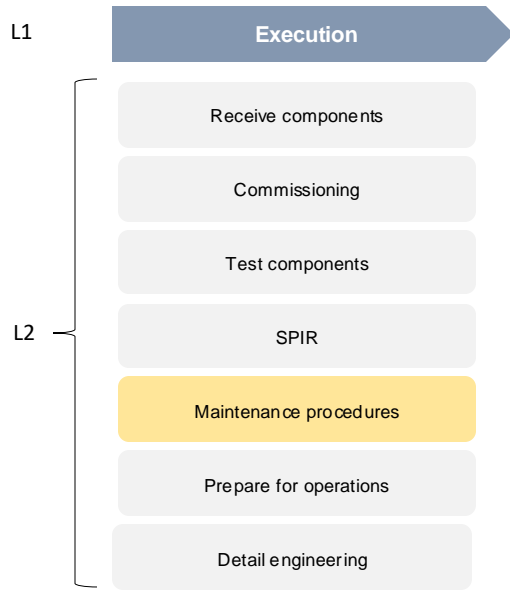 L1
Execution
Receive components
Commissioning
Test components
L2
SPIR
Maintenance procedures
Prepare for operations
Detail engineering